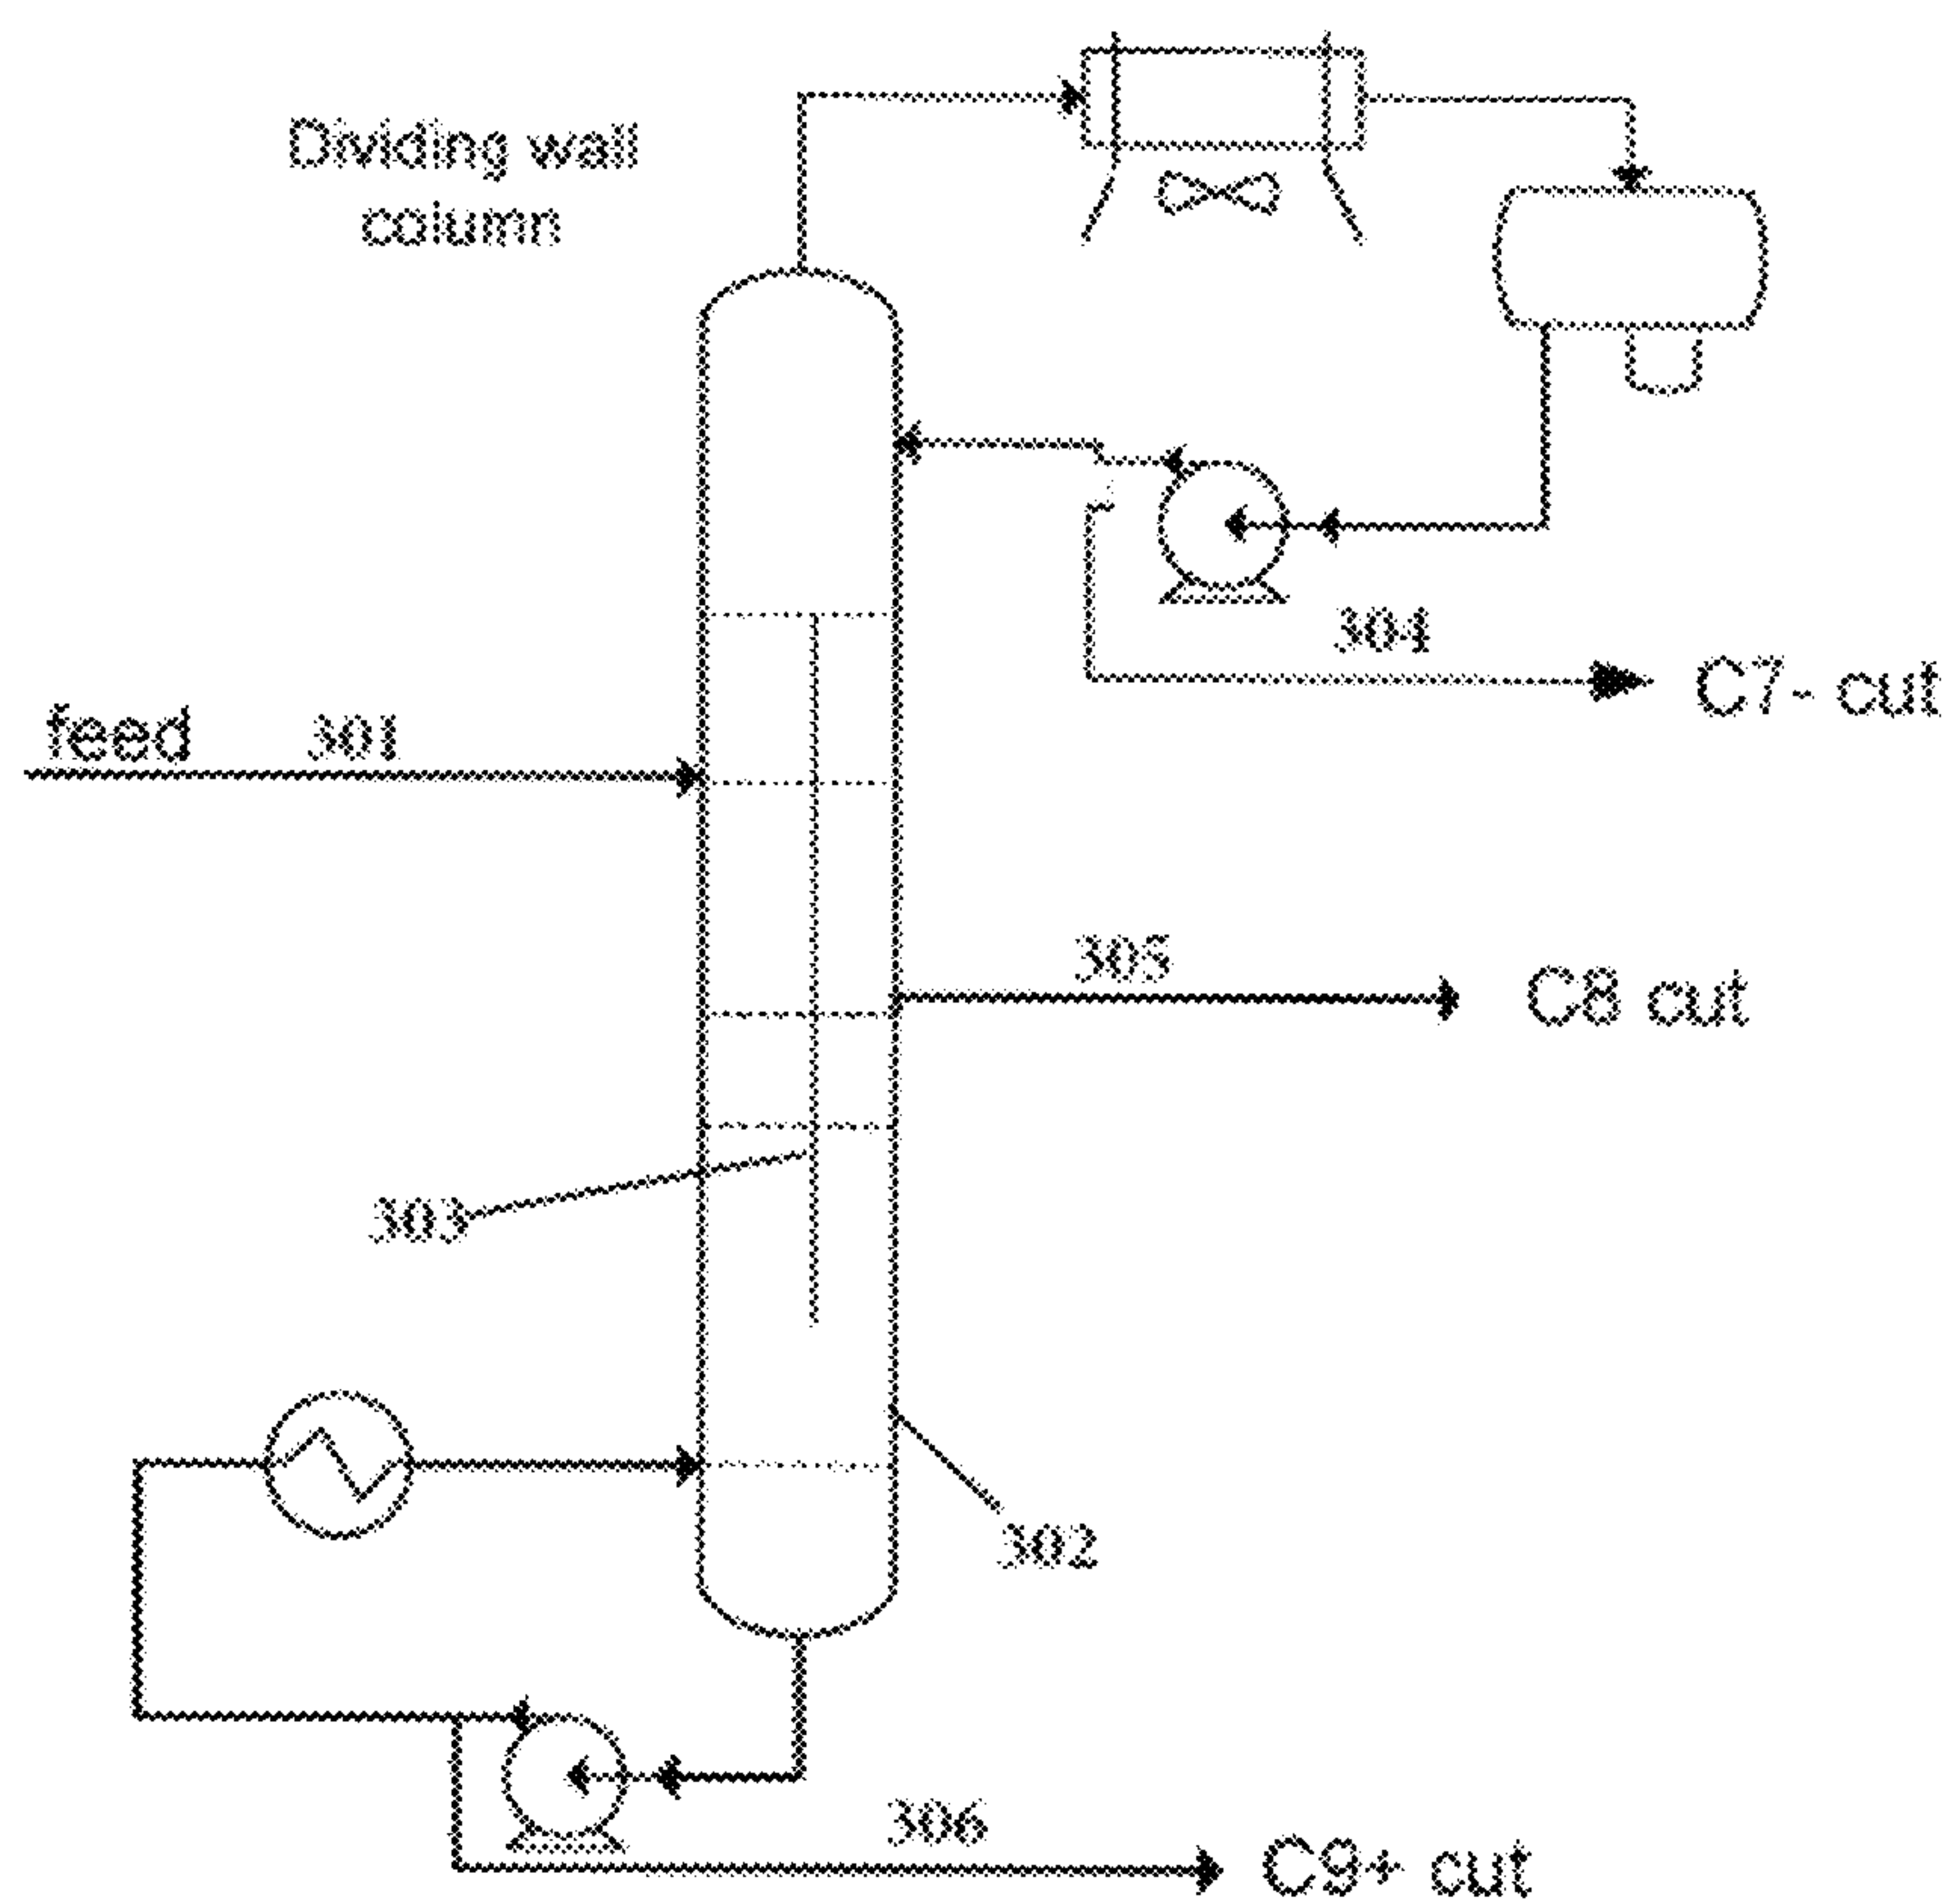 Dividing wall
column
304
C7- cut
feed
301
305
C8 cut
303
302
306
C9+ cut